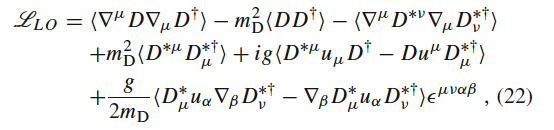 ℒ_{LO} = ⟨∇^μ D∇_μ D^†⟩ − m_D^2⟨DD^†⟩ − ⟨∇^μ D^{*ν}∇_μ D_ν^{*†}⟩
+m_D^2⟨D^{*μ} D_μ^{*†}⟩ + ig⟨D^{*μ}u_μ D^† − Du^μ D_μ^{*†}⟩
+\frac{g}{2m_D}⟨D_μ^* u_α∇_β D_ν^{*†} − ∇_β D_μ^* u_α D_ν^{*†}⟩ϵ^{μναβ} , (22)